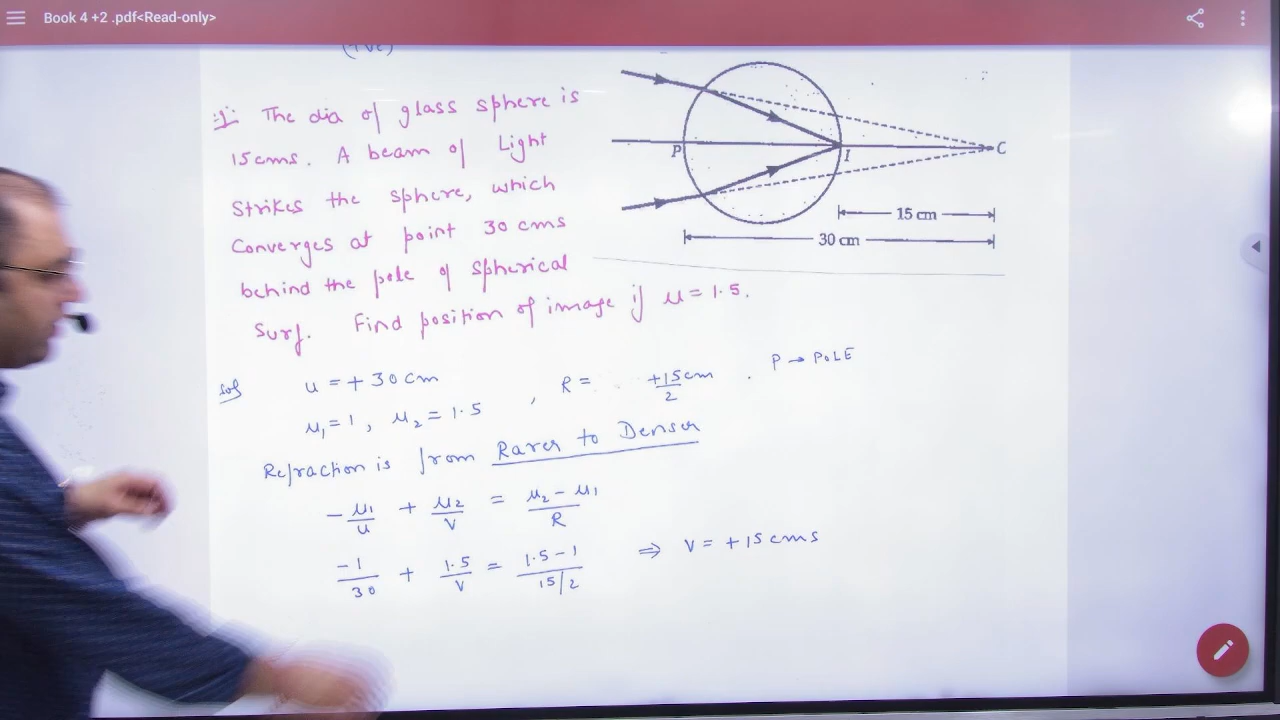 Book 4 +2 .pdf<Read-only>
(+ve)
The dia of glass sphere is
15cms. A beam of Light
strikes the sphere, which
Converges at point 30 cms
behind the pole of spherical
Surf. Find position of image if μ = 1.5.
P
I
C
15 cm
30 cm
Sol u = + 30 cm , R = +15/2 cm . P → POLE
μ₁ = 1 , μ₂ = 1.5
Refraction is from Rarer to Denser
- μ₁/u + μ₂/v = μ₂ - μ₁/R
-1/30 + 1.5/v = 1.5 - 1/15/2 ⇒ v = +15 cms